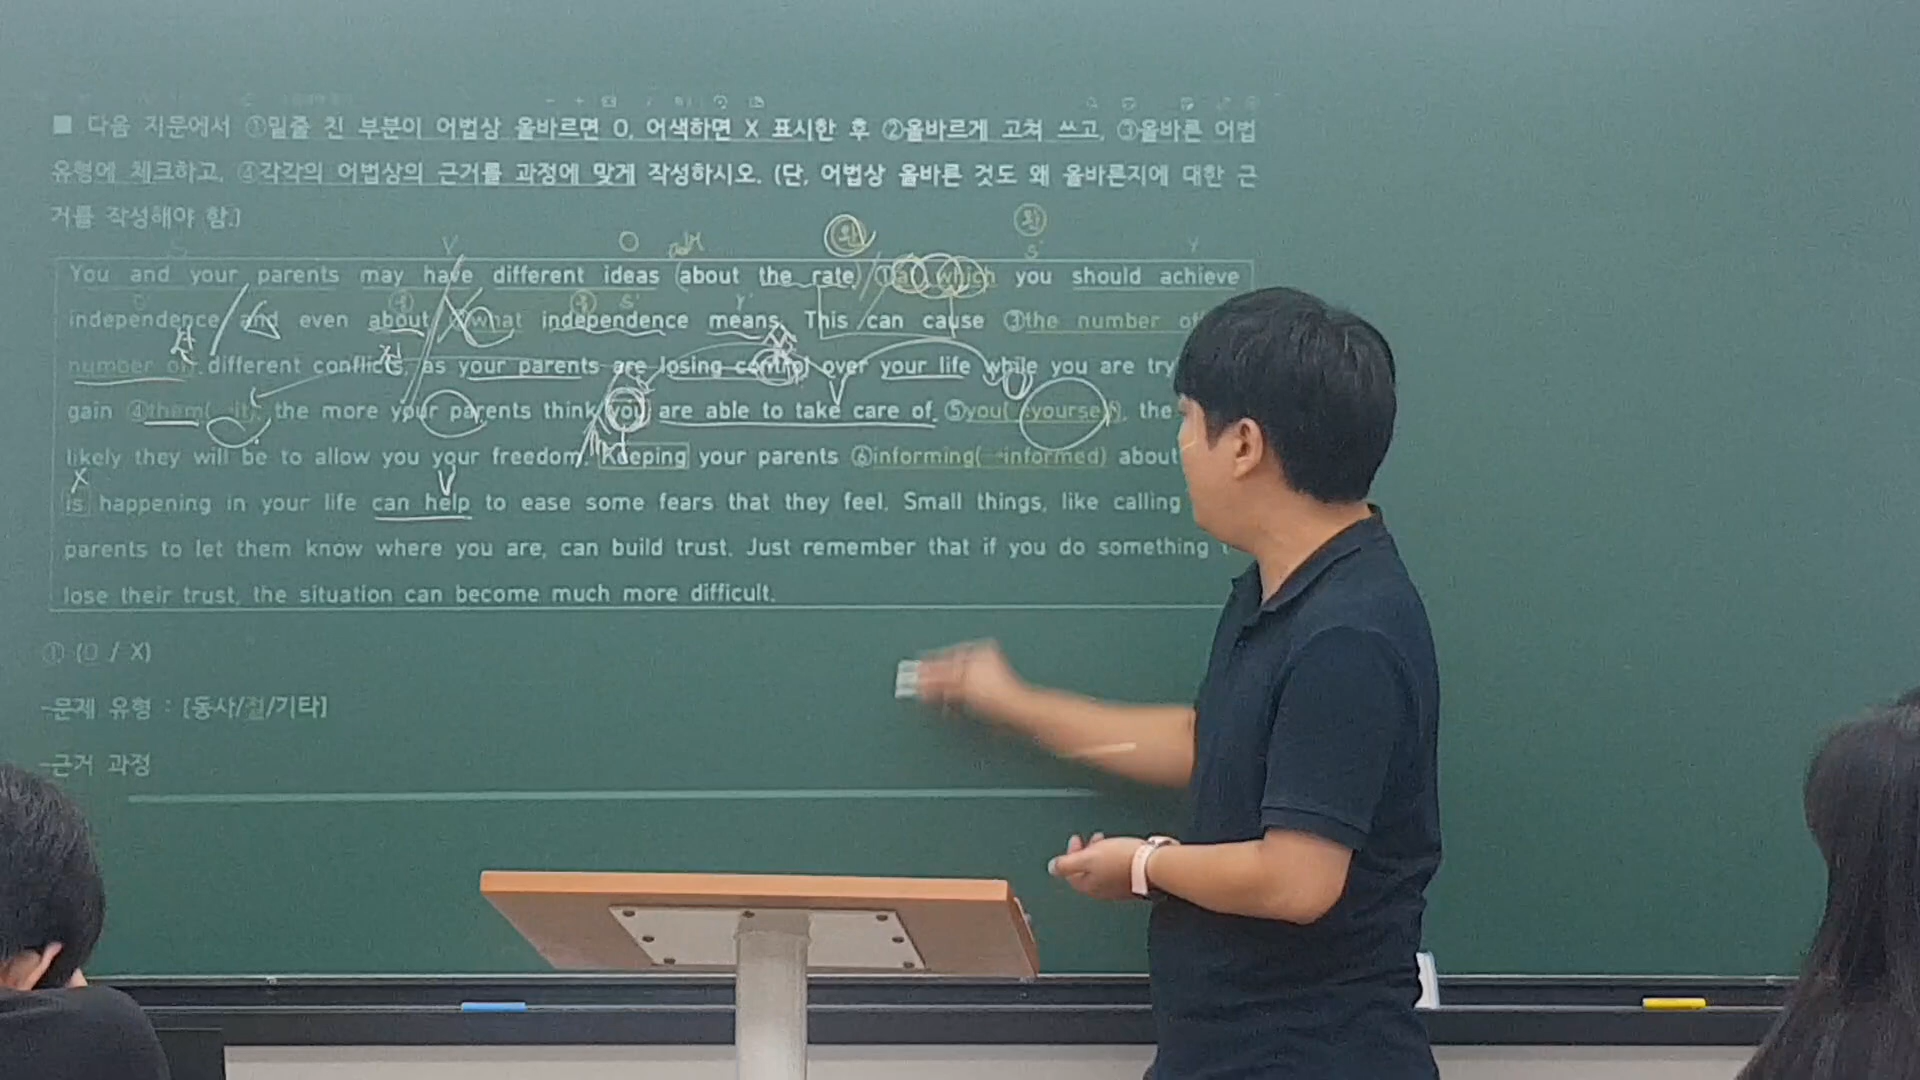 ■ 다음 지문에서 ①밑줄 친 부분이 어법상 올바르면 O, 어색하면 X 표시한 후 ②올바르게 고쳐 쓰고, ③올바른 어법
유형에 체크하고, ④각각의 어법상의 근거를 과정에 맞게 작성하시오. (단, 어법상 올바른 것도 왜 올바른지에 대한 근
거를 작성해야 함.)
You and your parents may have different ideas about the rate ①at which you should achieve
independence and even about ②what independence means. This can cause ③the number of
number of) different conflicts, as your parents are losing control over your life while you are try
gain ④them(→it), the more your parents think you are able to take care of ⑤you(→yourself), the
likely they will be to allow you your freedom. Keeping your parents ⑥informing(→informed) about
is happening in your life can help to ease some fears that they feel. Small things, like calling
parents to let them know where you are, can build trust. Just remember that if you do something
lose their trust, the situation can become much more difficult.
① (O / X)
-문제 유형 : [동사/절/기타]
-근거 과정